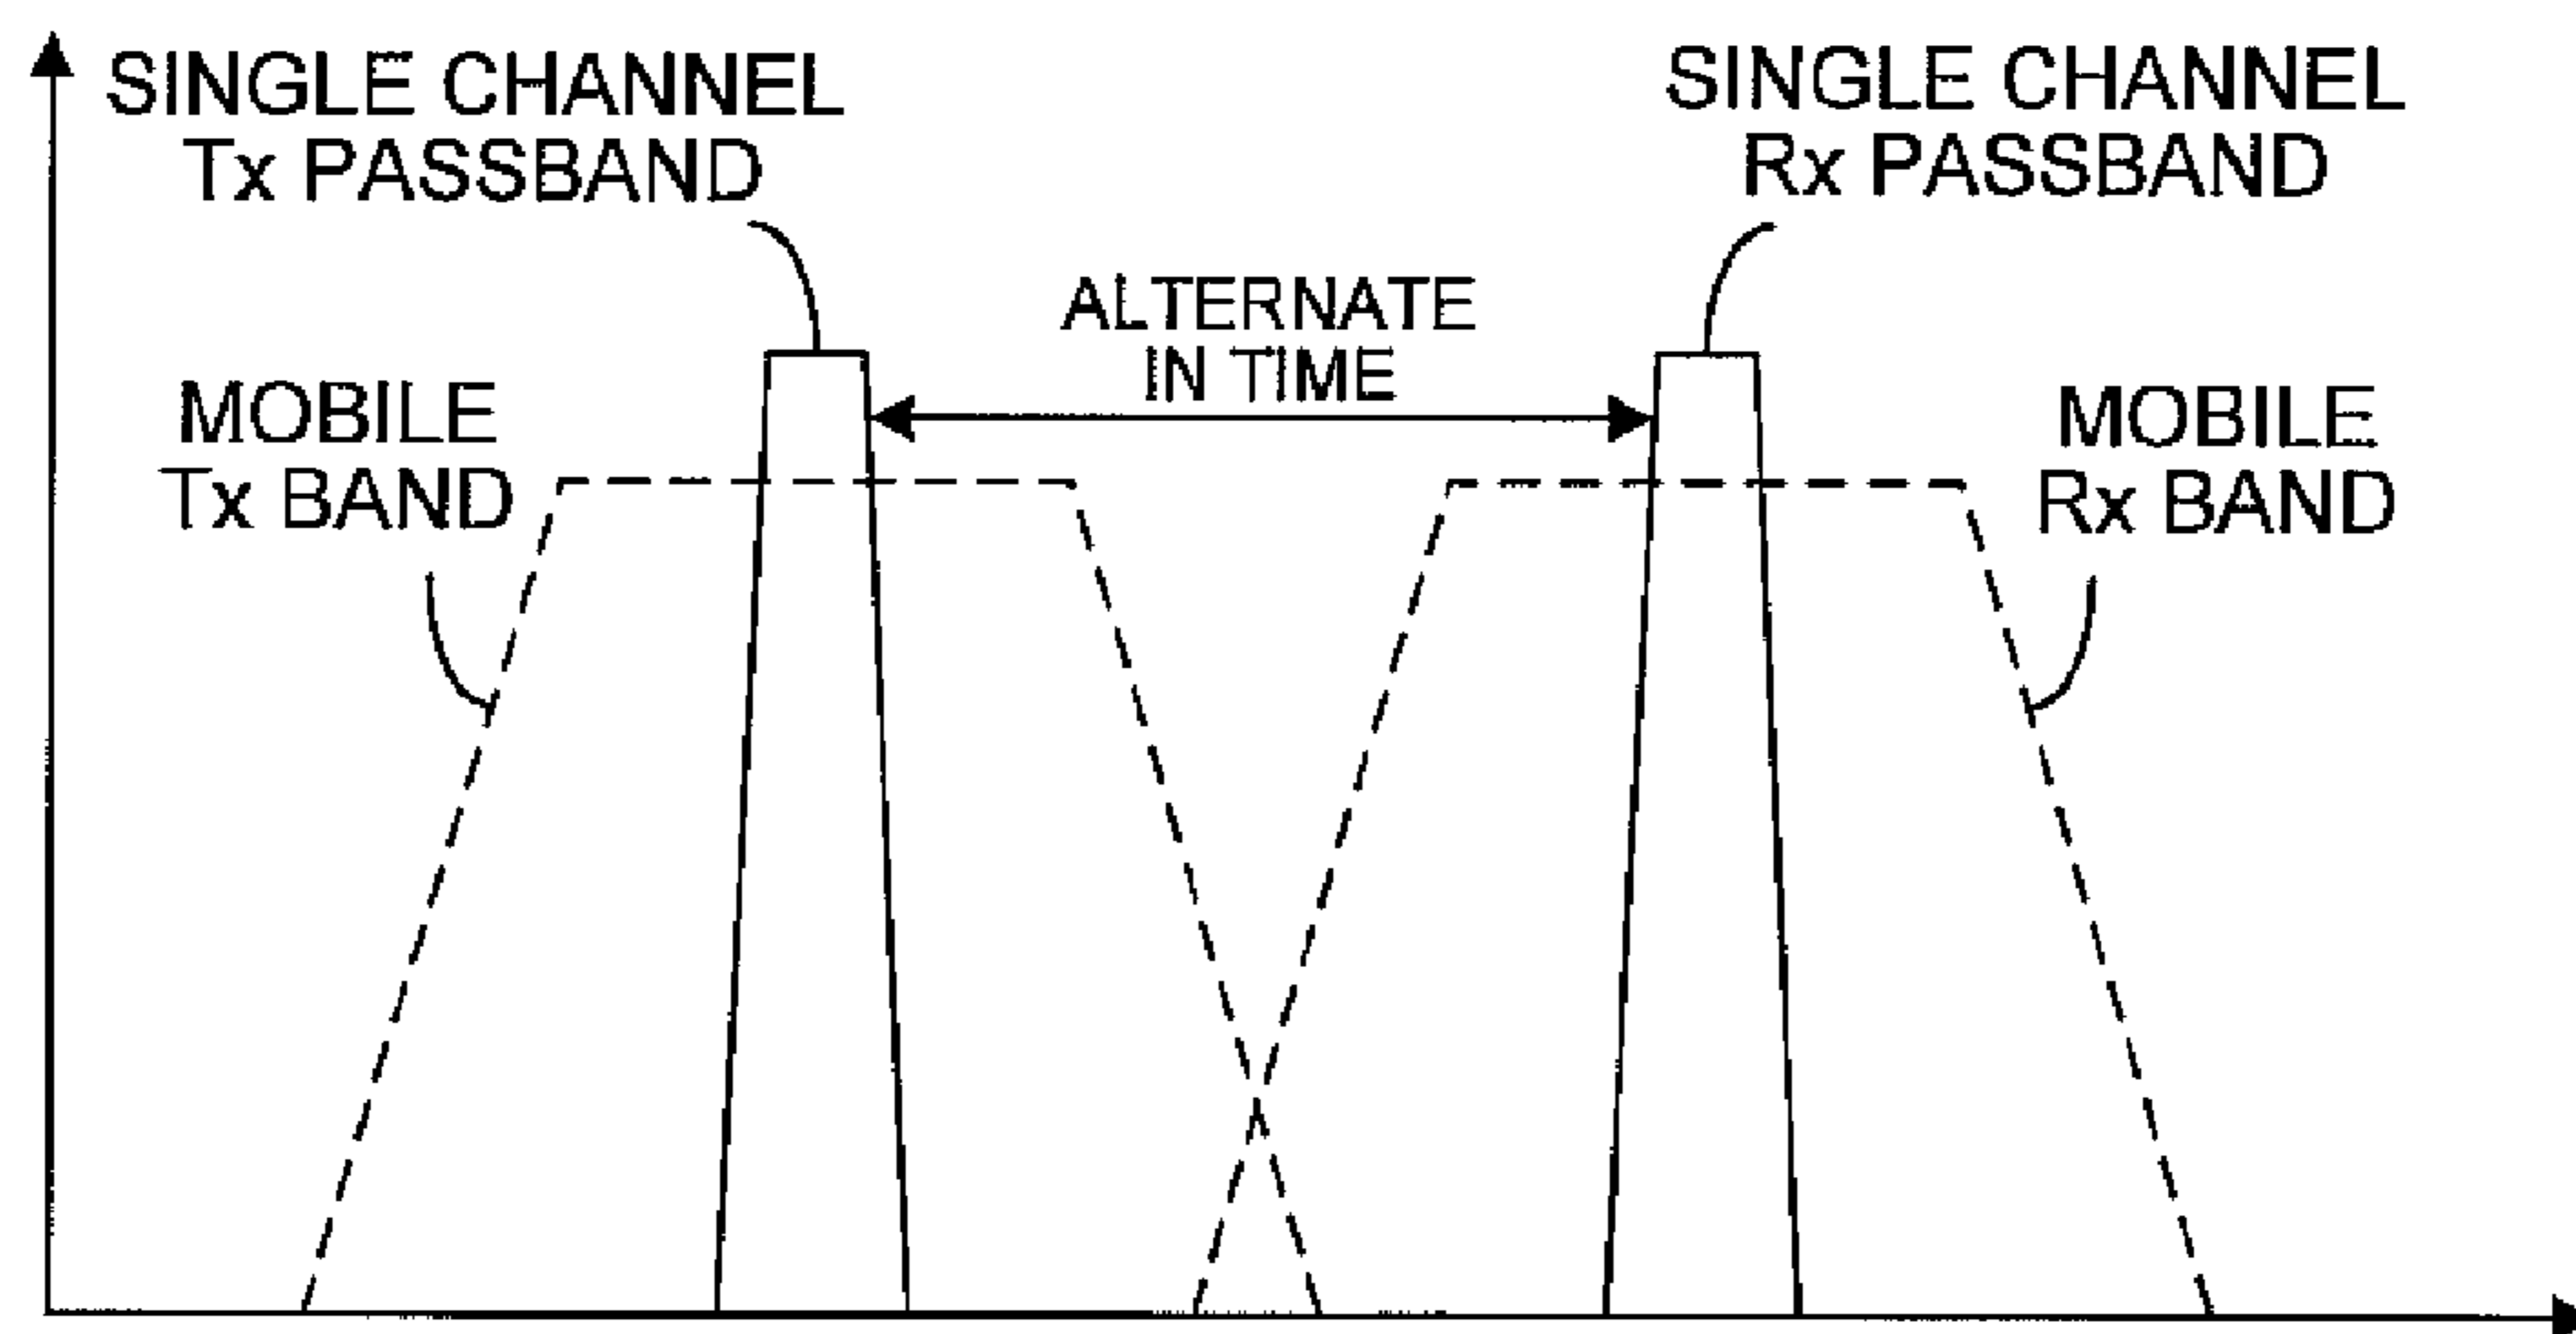 SINGLE CHANNEL
Tx PASSBAND
SINGLE CHANNEL
Rx PASSBAND
ALTERNATE
IN TIME
MOBILE
Tx BAND
MOBILE
Rx BAND